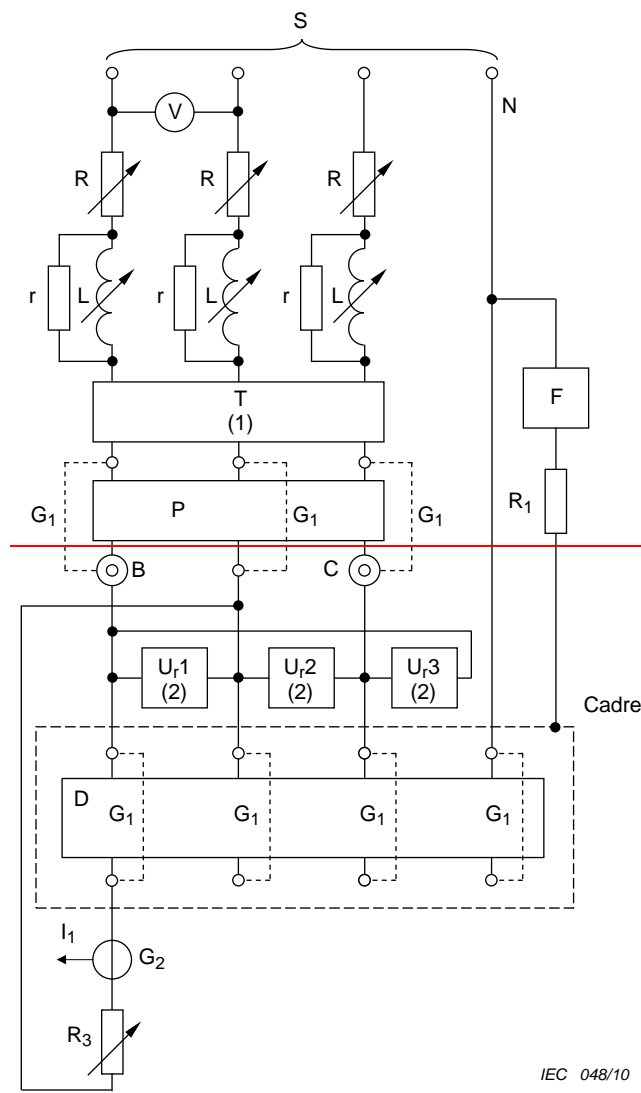 S
V
N
R
R
R
r
L
r
L
r
L
T
(1)
F
G1
P
G1
G1
R1
B
C
Ur1
(2)
Ur2
(2)
Ur3
(2)
Cadre
D
G1
G1
G1
G1
I1
G2
R3
IEC 048/10